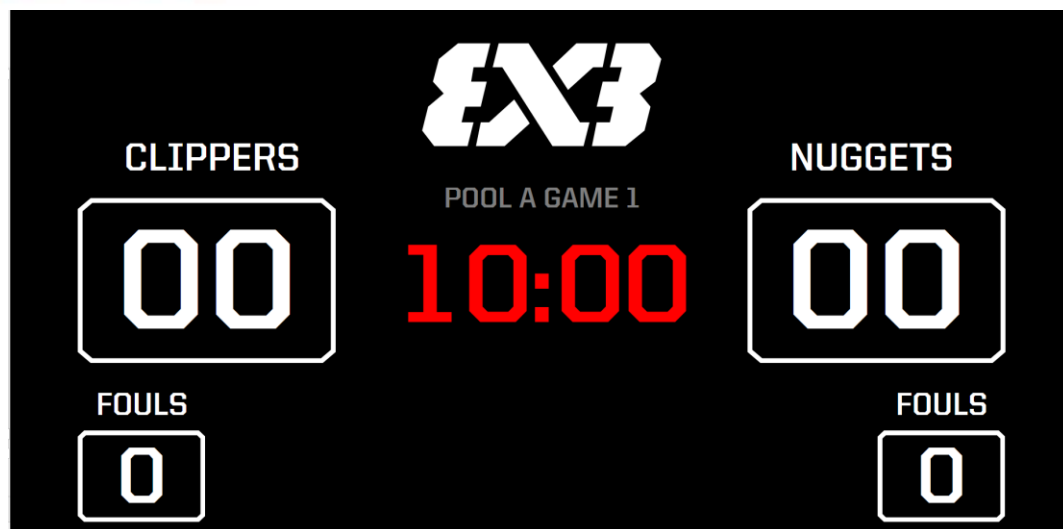 3X3
CLIPPERS
NUGGETS
POOL A GAME 1
00
10:00
00
FOULS
FOULS
0
0